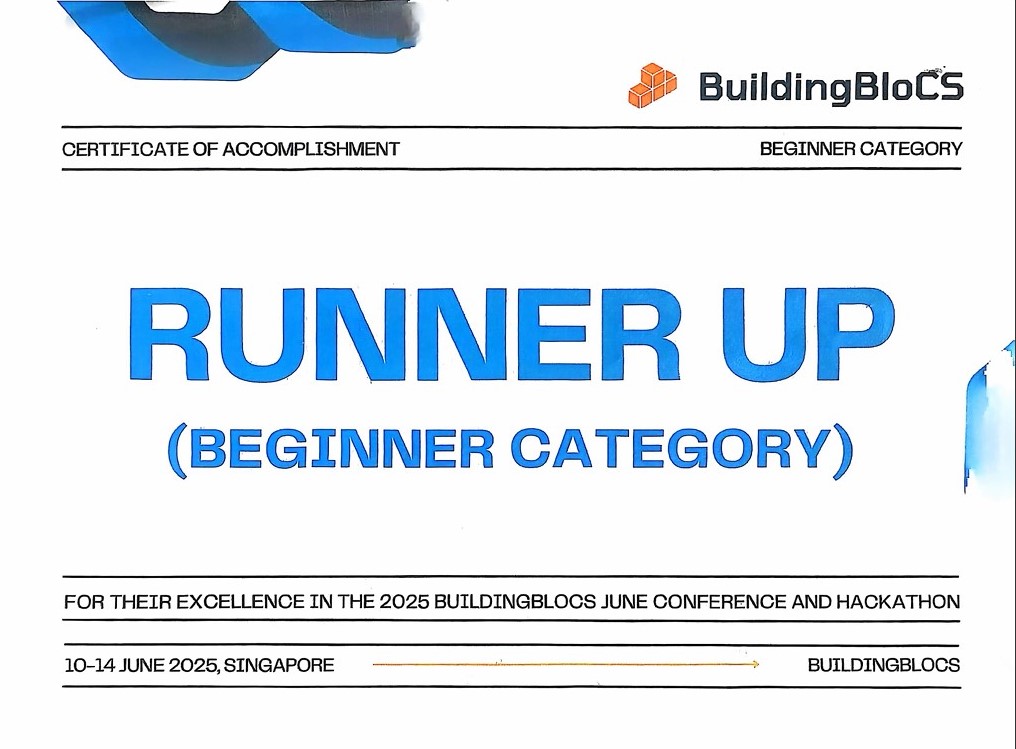 BuildingBloCS
CERTIFICATE OF ACCOMPLISHMENT BEGINNER CATEGORY
RUNNER UP
(BEGINNER CATEGORY)
FOR THEIR EXCELLENCE IN THE 2025 BUILDINGBLOCS JUNE CONFERENCE AND HACKATHON
10–14 JUNE 2025, SINGAPORE BUILDINGBLOCS